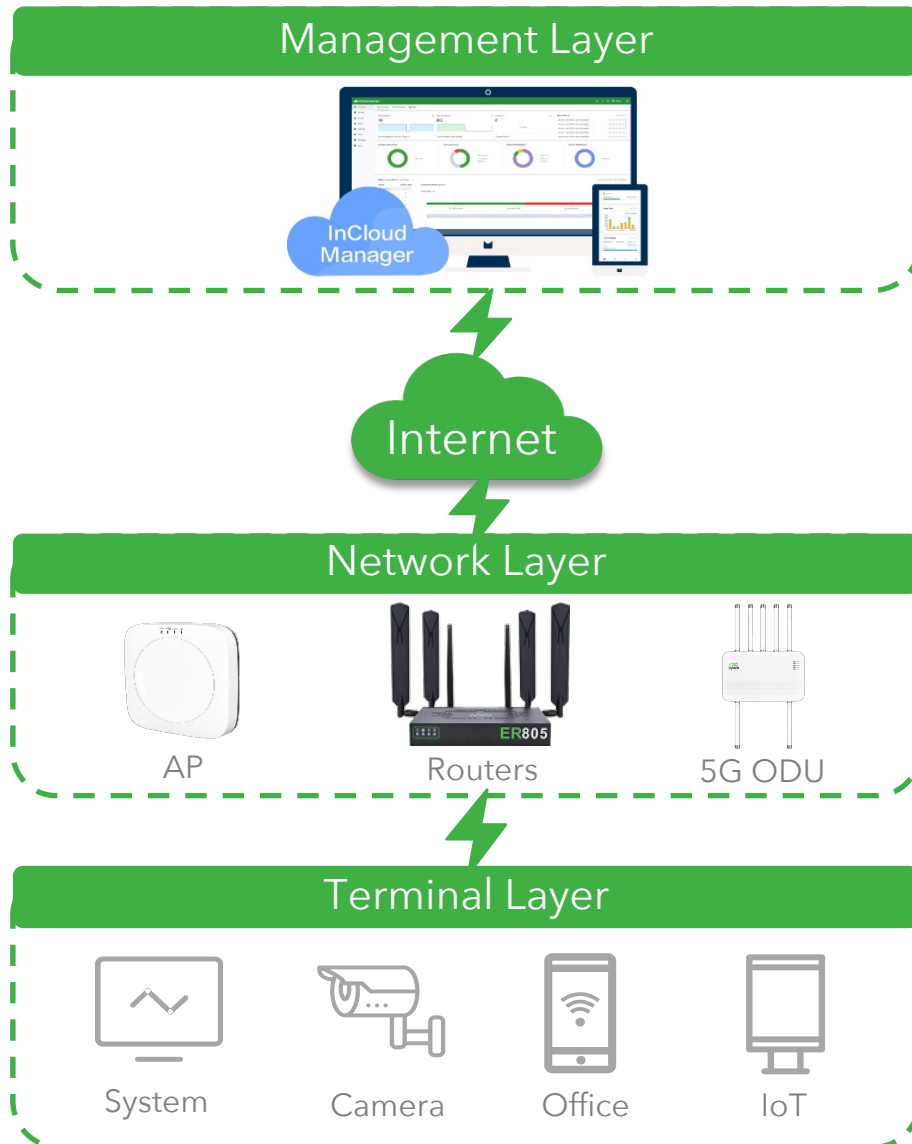 Management Layer
InCloud
Manager
Internet
Network Layer
ER805
AP
Routers
5G ODU
Terminal Layer
System
Camera
Office
IoT